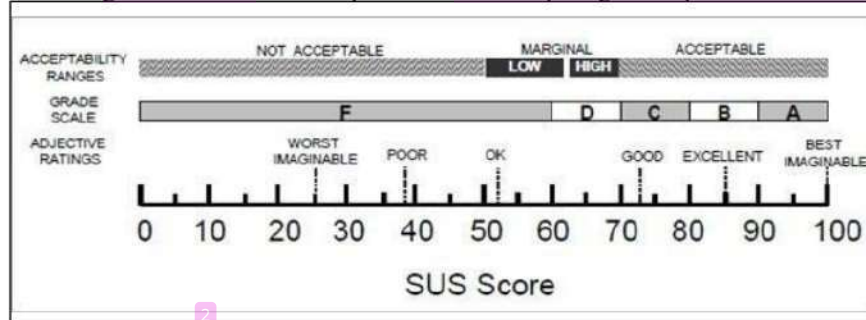 NOT ACCEPTABLE MARGINAL ACCEPTABLE
ACCEPTABILITY RANGES LOW HIGH
GRADE SCALE F D C B A
ADJECTIVE RATINGS WORST IMAGINABLE POOR OK GOOD EXCELLENT BEST IMAGINABLE
0 10 20 30 40 50 60 70 80 90 100
SUS Score
2